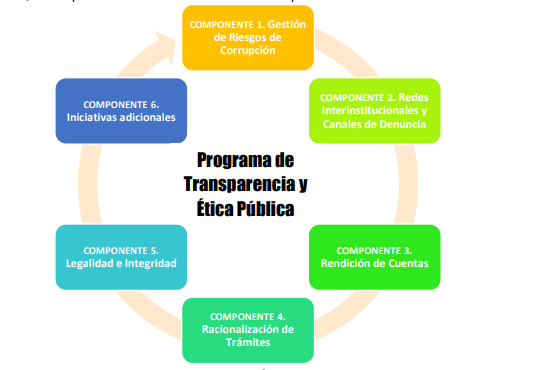 COMPONENTE 1. Gestión
de Riesgos de
Corrupción
COMPONENTE 2. Redes
Interinstitucionales y
Canales de Denuncia
COMPONENTE 3.
Rendición de Cuentas
COMPONENTE 4.
Racionalización de
Trámites
COMPONENTE 5.
Legalidad e Integridad
COMPONENTE 6.
Iniciativas adicionales
Programa de
Transparencia y
Ética Pública